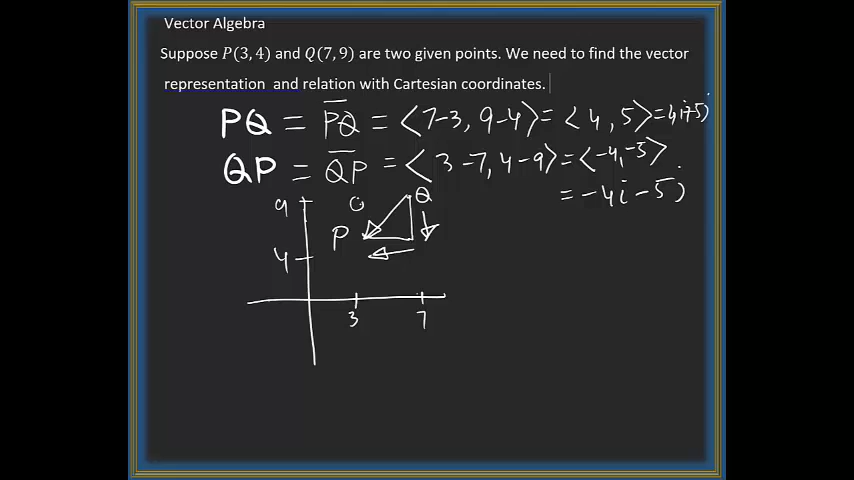 Vector Algebra
Suppose P(3, 4) and Q(7, 9) are two given points. We need to find the vector
representation and relation with Cartesian coordinates.
PQ = P̅Q̅ = ⟨7-3, 9-4⟩ = ⟨4, 5⟩ = 4i+5j
QP = Q̅P̅ = ⟨3-7, 4-9⟩ = ⟨-4, -5⟩
= -4i - 5j
9 Q
P
4
3 7